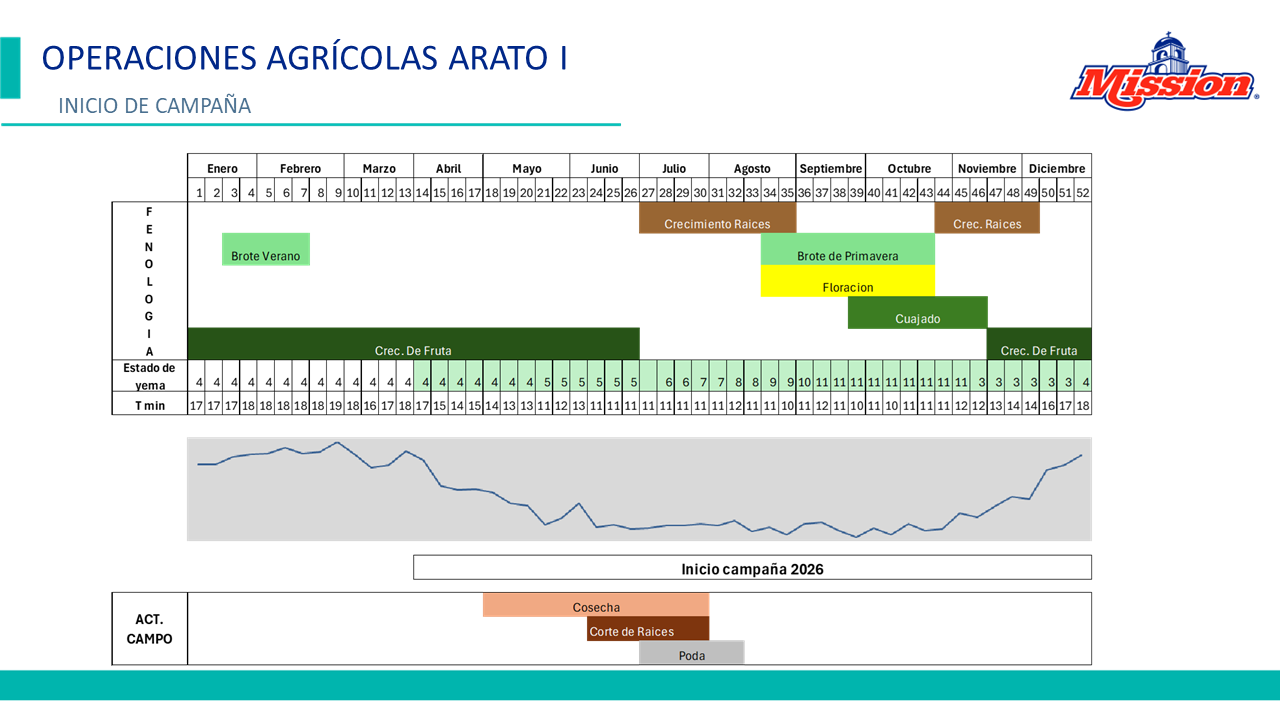 OPERACIONES AGRÍCOLAS ARATO I
INICIO DE CAMPAÑA
Mission®
Enero Febrero Marzo Abril Mayo Junio Julio Agosto Septiembre Octubre Noviembre Diciembre
1 2 3 4 5 6 7 8 9 10 11 12 13 14 15 16 17 18 19 20 21 22 23 24 25 26 27 28 29 30 31 32 33 34 35 36 37 38 39 40 41 42 43 44 45 46 47 48 49 50 51 52
FENOLOGIA
Crecimiento Raices Crec. Raices
Brote Verano Brote de Primavera
Floracion
Cuajado
Crec. De Fruta Crec. De Fruta
Estado de yema 4 4 4 4 4 4 4 4 4 4 4 4 4 4 4 4 4 4 4 4 5 5 5 5 5 5 6 6 7 7 8 8 9 9 10 11 11 11 11 11 11 11 11 11 11 3 3 3 3 3 3 4
T min 17 17 17 18 18 18 18 18 19 18 16 17 18 17 15 14 15 14 13 13 11 12 13 11 11 11 11 11 11 11 11 12 11 11 10 11 12 11 10 11 10 11 11 11 12 12 13 14 14 16 17 18
Inicio campaña 2026
ACT.
CAMPO
Cosecha
Corte de Raices
Poda